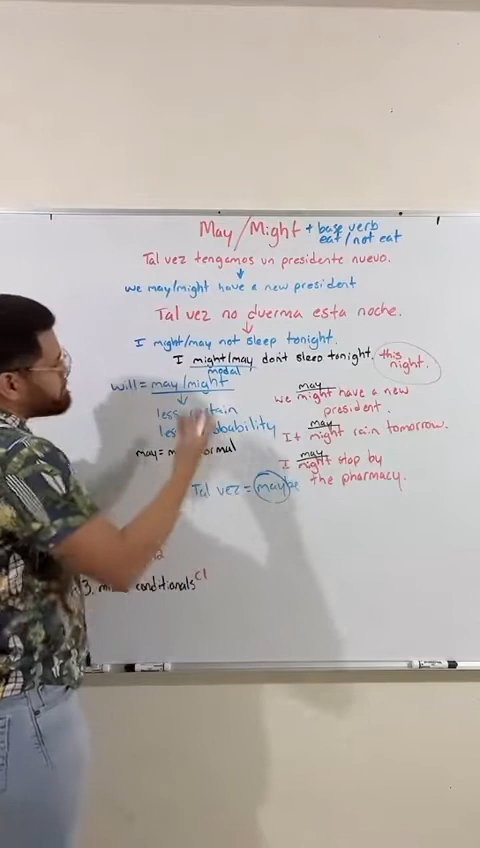 May/Might + base verb
eat/not eat
Tal vez tengamos un presidente nuevo.
we may/might have a new president
Tal vez no duerma esta noche.
I might/may not sleep tonight.
I might/may don't sleep tonight. this night.
modal
will = may/might
less certain
less probability
may = formal
Tal vez = maybe
may
we might have a new
president.
may
It might rain tomorrow.
may
I might stop by
the pharmacy.
3. conditionals C1